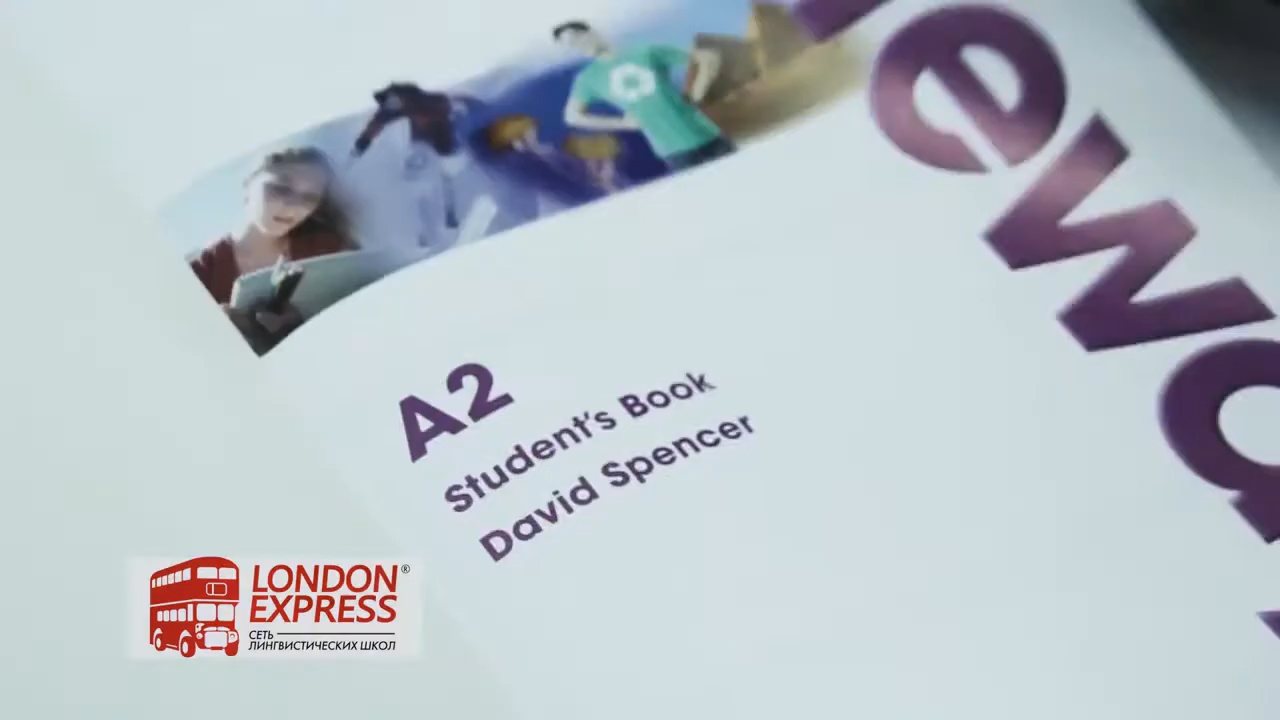 A2
Student's Book
David Spencer
LONDON®
EXPRESS
СЕТЬ
ЛИНГВИСТИЧЕСКИХ ШКОЛ